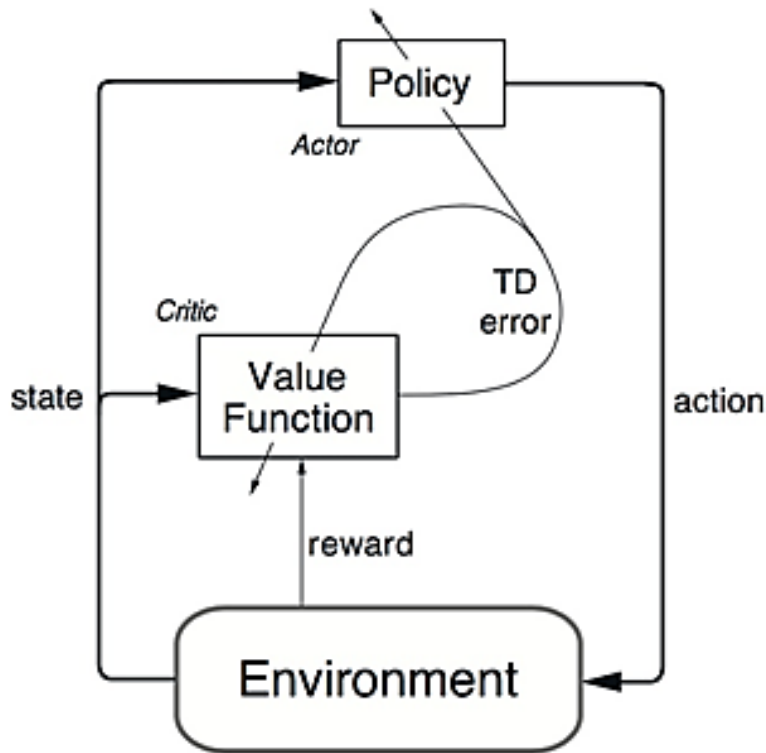 Policy
Actor
TD
error
Critic
Value
Function
state
action
reward
Environment